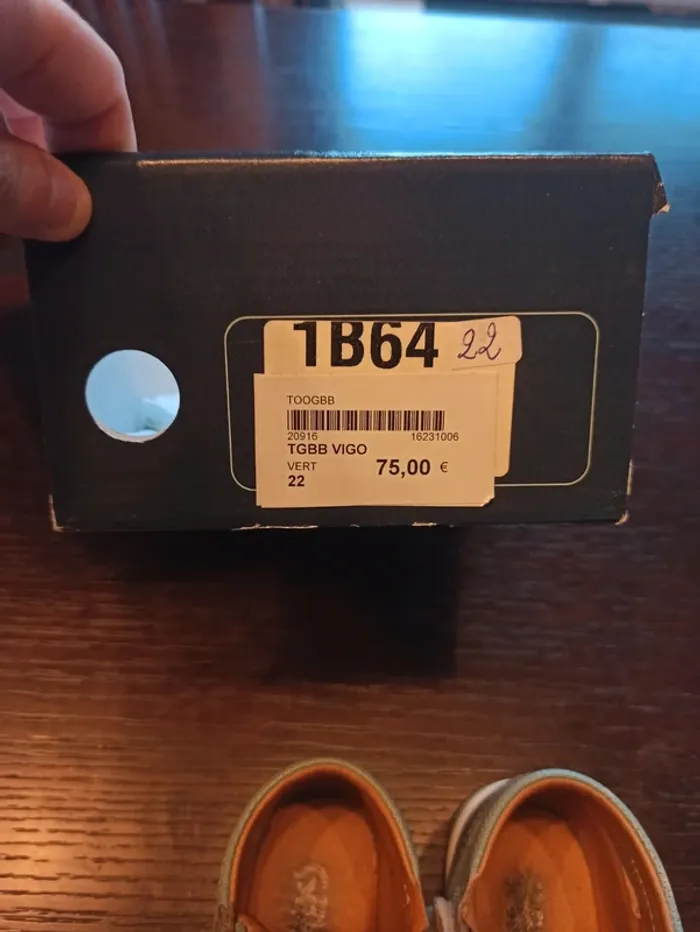 1B64 22
TOOGBB
20916 16231006
TGBB VIGO
VERT 75,00 €
22